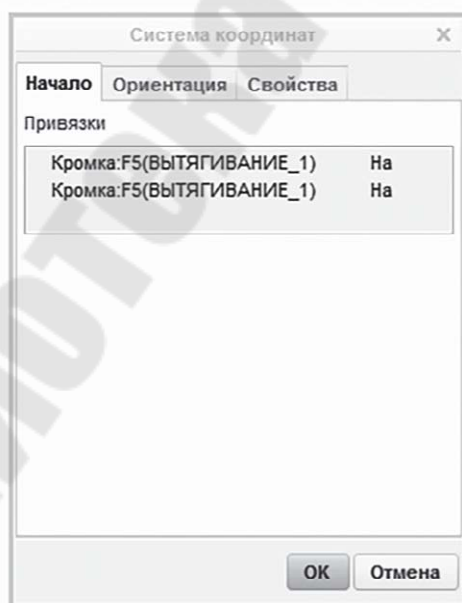 Система координат
Начало Ориентация Свойства
Привязки
Кромка:F5(ВЫТЯГИВАНИЕ_1) На
Кромка:F5(ВЫТЯГИВАНИЕ_1) На
OK Отмена